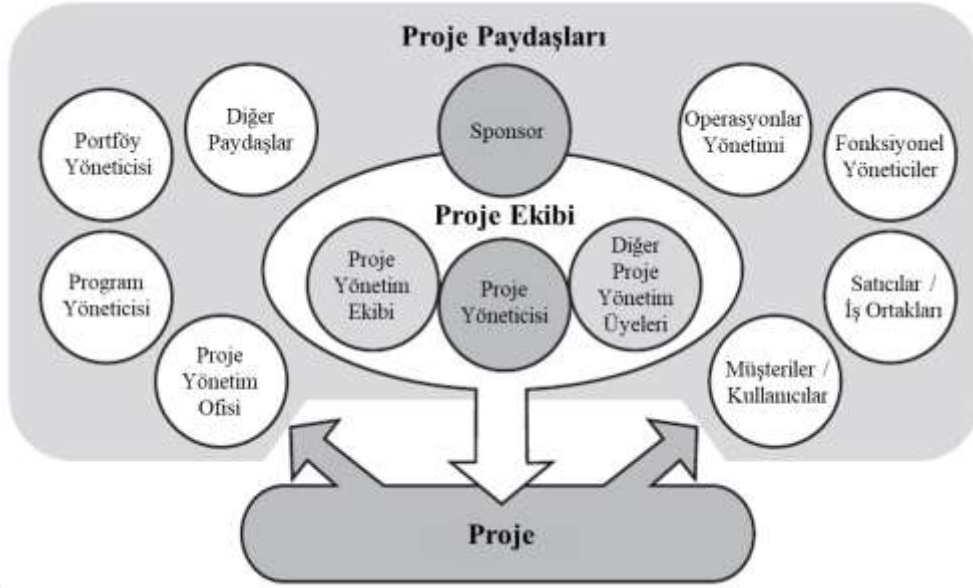 Proje Paydaşları
Portföy
Yöneticisi
Diğer
Paydaşlar
Sponsor
Operasyonlar
Yönetimi
Fonksiyonel
Yöneticiler
Proje Ekibi
Program
Yöneticisi
Proje
Yönetim
Ekibi
Proje
Yöneticisi
Diğer
Proje
Yönetim
Üyeleri
Satıcılar /
İş Ortakları
Proje
Yönetim
Ofisi
Müşteriler /
Kullanıcılar
Proje